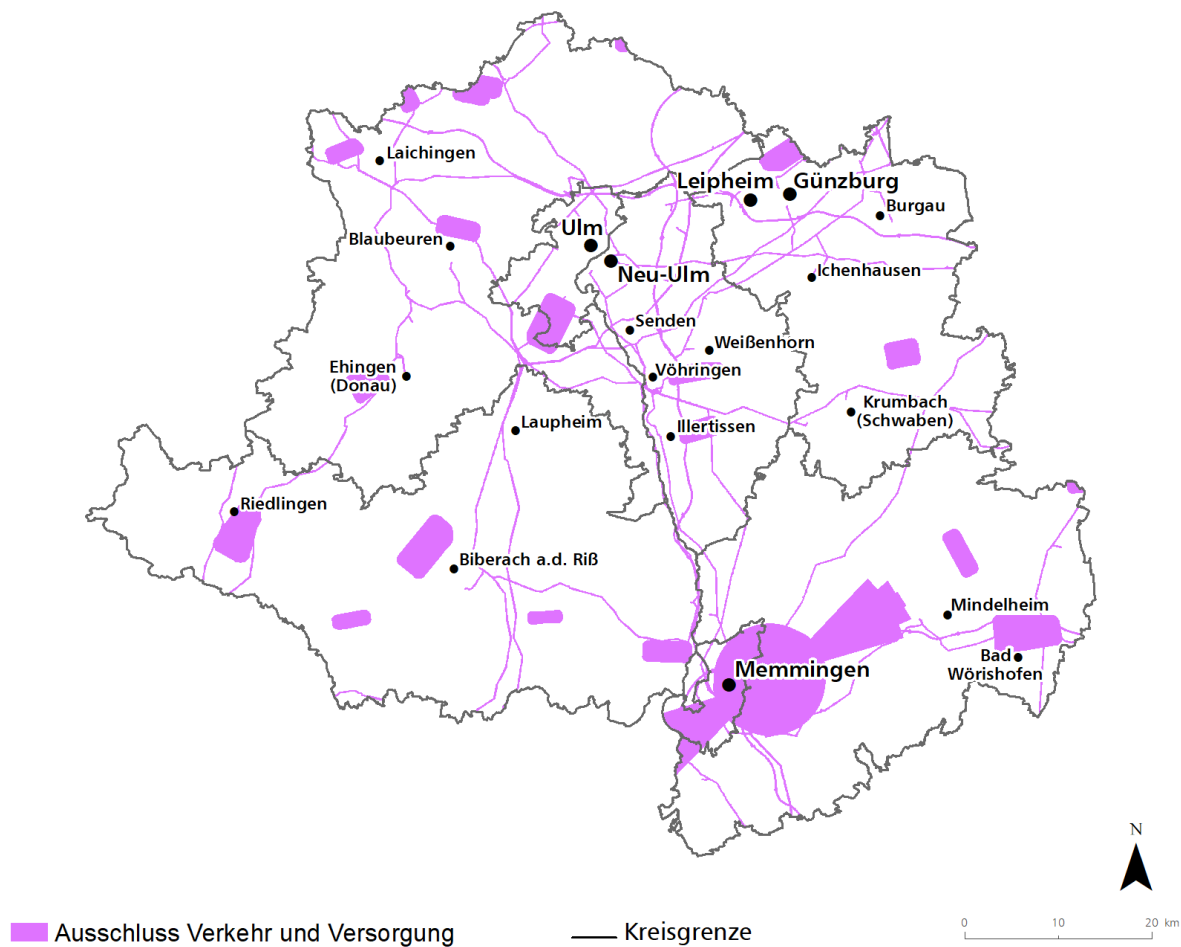 Laichingen
Leipheim
Günzburg
Burgau
Ulm
Blaubeuren
Neu-Ulm
Ichenhausen
Senden
Weißenhorn
Ehingen
(Donau)
Vöhringen
Krumbach
(Schwaben)
Laupheim
Illertissen
Riedlingen
Biberach a.d. Riß
Mindelheim
Bad
Wörishofen
Memmingen
N
Ausschluss Verkehr und Versorgung
Kreisgrenze
0 10 20 km